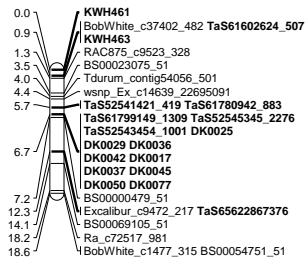 0.0 KWH461
BobWhite_c37402_482 TaS61602624_507
0.9 KWH463
1.3 RAC875_c9523_328
3.5 BS00023075_51
4.0 Tdurum_contig54056_501
4.4 wsnp_Ex_c14639_22695091
5.7 TaS52541421_419 TaS61780942_883
TaS61799149_1309 TaS52545345_2276
TaS52543454_1001 DK0025
DK0029 DK0036
6.7 DK0042 DK0017
DK0037 DK0045
DK0050 DK0077
7.2 BS00000479_51
12.3 Excalibur_c9472_217 TaS65622867376
14.1 BS00069105_51
18.2 Ra_c72517_981
18.6 BobWhite_c1477_315 BS00054751_51